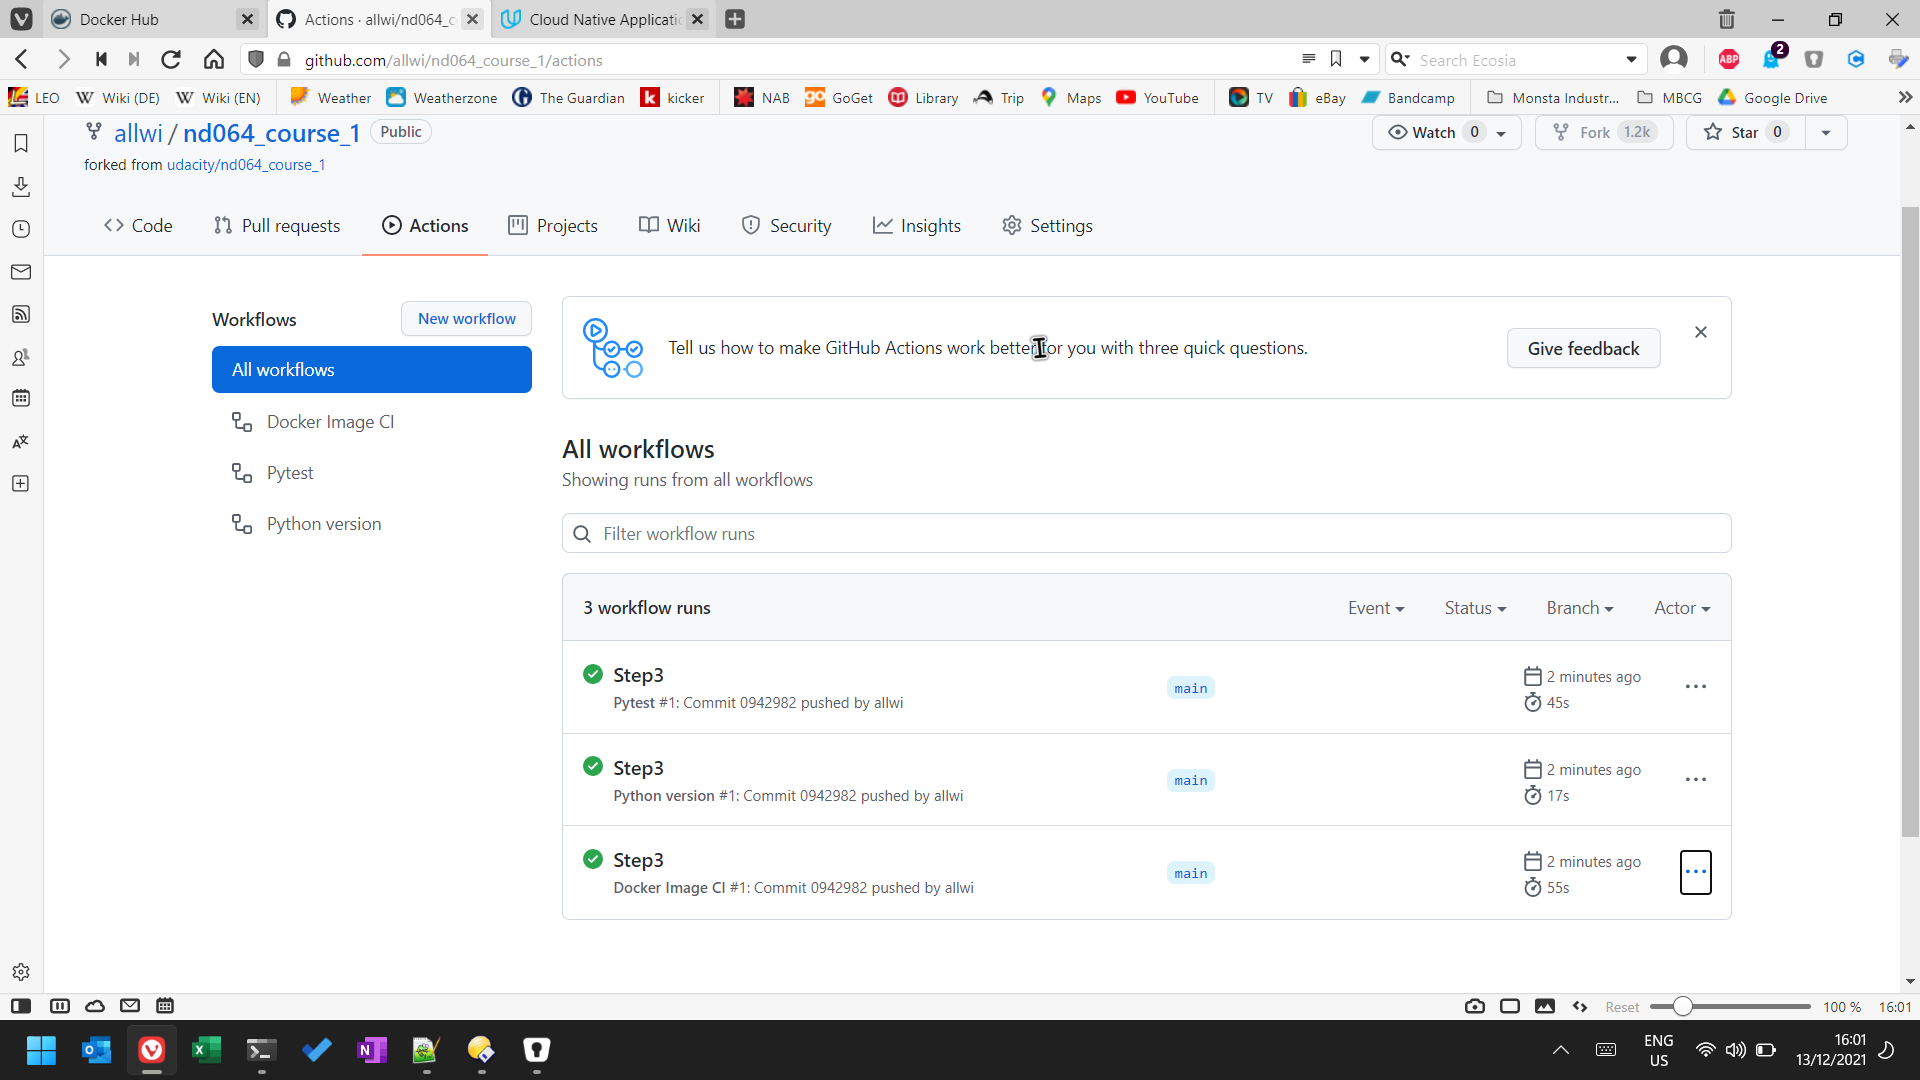 Docker Hub
Actions · allwi/nd064_c
Cloud Native Applicati
github.com/allwi/nd064_course_1/actions
Search Ecosia
ABP
2
LEO
Wiki (DE)
Wiki (EN)
Weather
Weatherzone
The Guardian
kicker
NAB
GoGet
Library
Trip
Maps
YouTube
TV
eBay
Bandcamp
Monsta Industr...
MBCG
Google Drive
allwi / nd064_course_1
Public
Watch 0
Fork 1.2k
Star 0
forked from udacity/nd064_course_1
Code
Pull requests
Actions
Projects
Wiki
Security
Insights
Settings
Workflows
New workflow
All workflows
Docker Image CI
Pytest
Python version
Tell us how to make GitHub Actions work better for you with three quick questions.
Give feedback
All workflows
Showing runs from all workflows
Filter workflow runs
3 workflow runs
Event
Status
Branch
Actor
Step3
Pytest #1: Commit 0942982 pushed by allwi
main
2 minutes ago
45s
Step3
Python version #1: Commit 0942982 pushed by allwi
main
2 minutes ago
17s
Step3
Docker Image CI #1: Commit 0942982 pushed by allwi
main
2 minutes ago
55s
Reset
100 %
16:01
ENG
US
16:01
13/12/2021